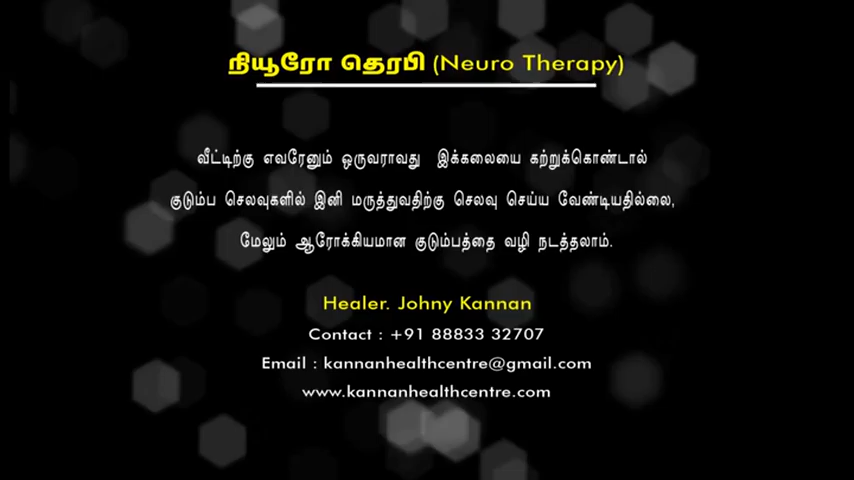 நியூரோ தெரபி (Neuro Therapy)
வீட்டிற்கு எவரேனும் ஒருவராவது இக்கலையை கற்றுக்கொண்டால்
குடும்ப செலவுகளில் இனி மருத்துவதிற்கு செலவு செய்ய வேண்டியதில்லை,
மேலும் ஆரோக்கியமான குடும்பத்தை வழி நடத்தலாம்.
Healer. Johny Kannan
Contact : +91 88833 32707
Email : kannanhealthcentre@gmail.com
www.kannanhealthcentre.com